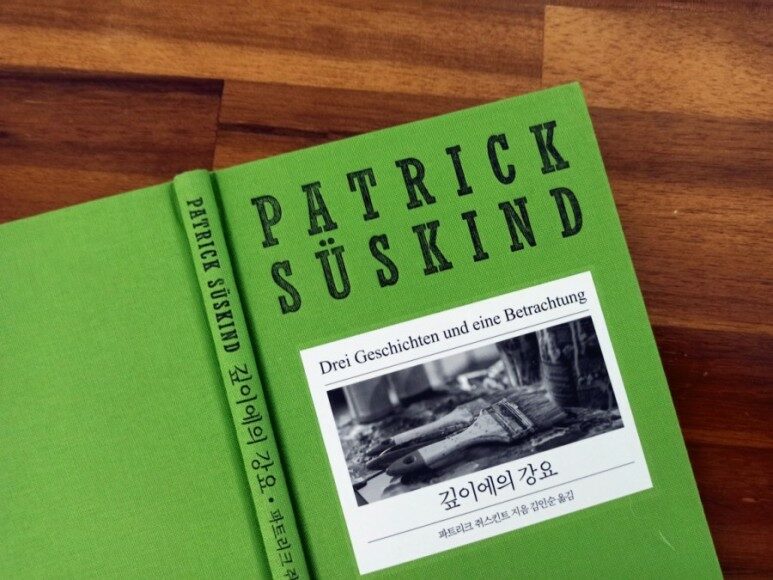 PATRICK
SÜSKIND
Drei Geschichten und eine Betrachtung
깊이에의 강요
파트리크 쥐스킨트 지음 김인순 옮김
PATRICK SÜSKIND 깊이에의 강요 • 파트리크 쥐